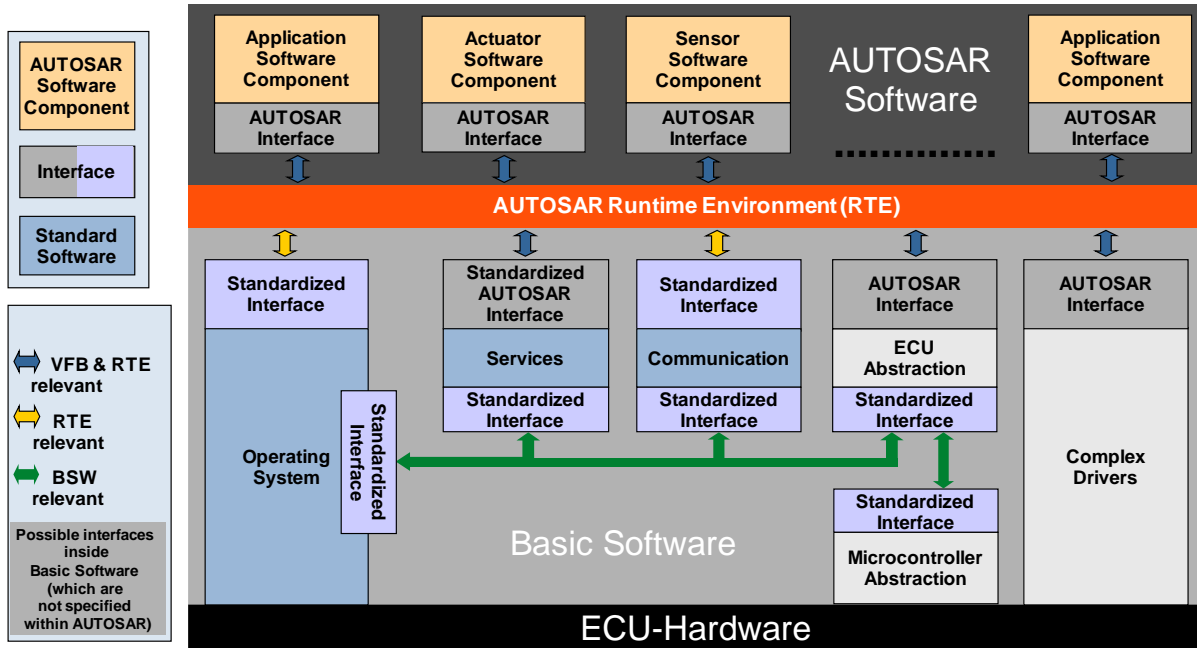 AUTOSAR
Software
Component
Interface
Standard
Software
VFB & RTE
relevant
RTE
relevant
BSW
relevant
Possible interfaces
inside
Basic Software
(which are
not specified
within AUTOSAR)
Application
Software
Component
AUTOSAR
Interface
Actuator
Software
Component
AUTOSAR
Interface
Sensor
Software
Component
AUTOSAR
Interface
AUTOSAR
Software
Application
Software
Component
AUTOSAR
Interface
AUTOSAR Runtime Environment (RTE)
Standardized
Interface
Operating
System
Standardized
Interface
Standardized
AUTOSAR
Interface
Services
Standardized
Interface
Standardized
Interface
Communication
Standardized
Interface
AUTOSAR
Interface
ECU
Abstraction
Standardized
Interface
Standardized
Interface
Microcontroller
Abstraction
AUTOSAR
Interface
Complex
Drivers
Basic Software
ECU-Hardware